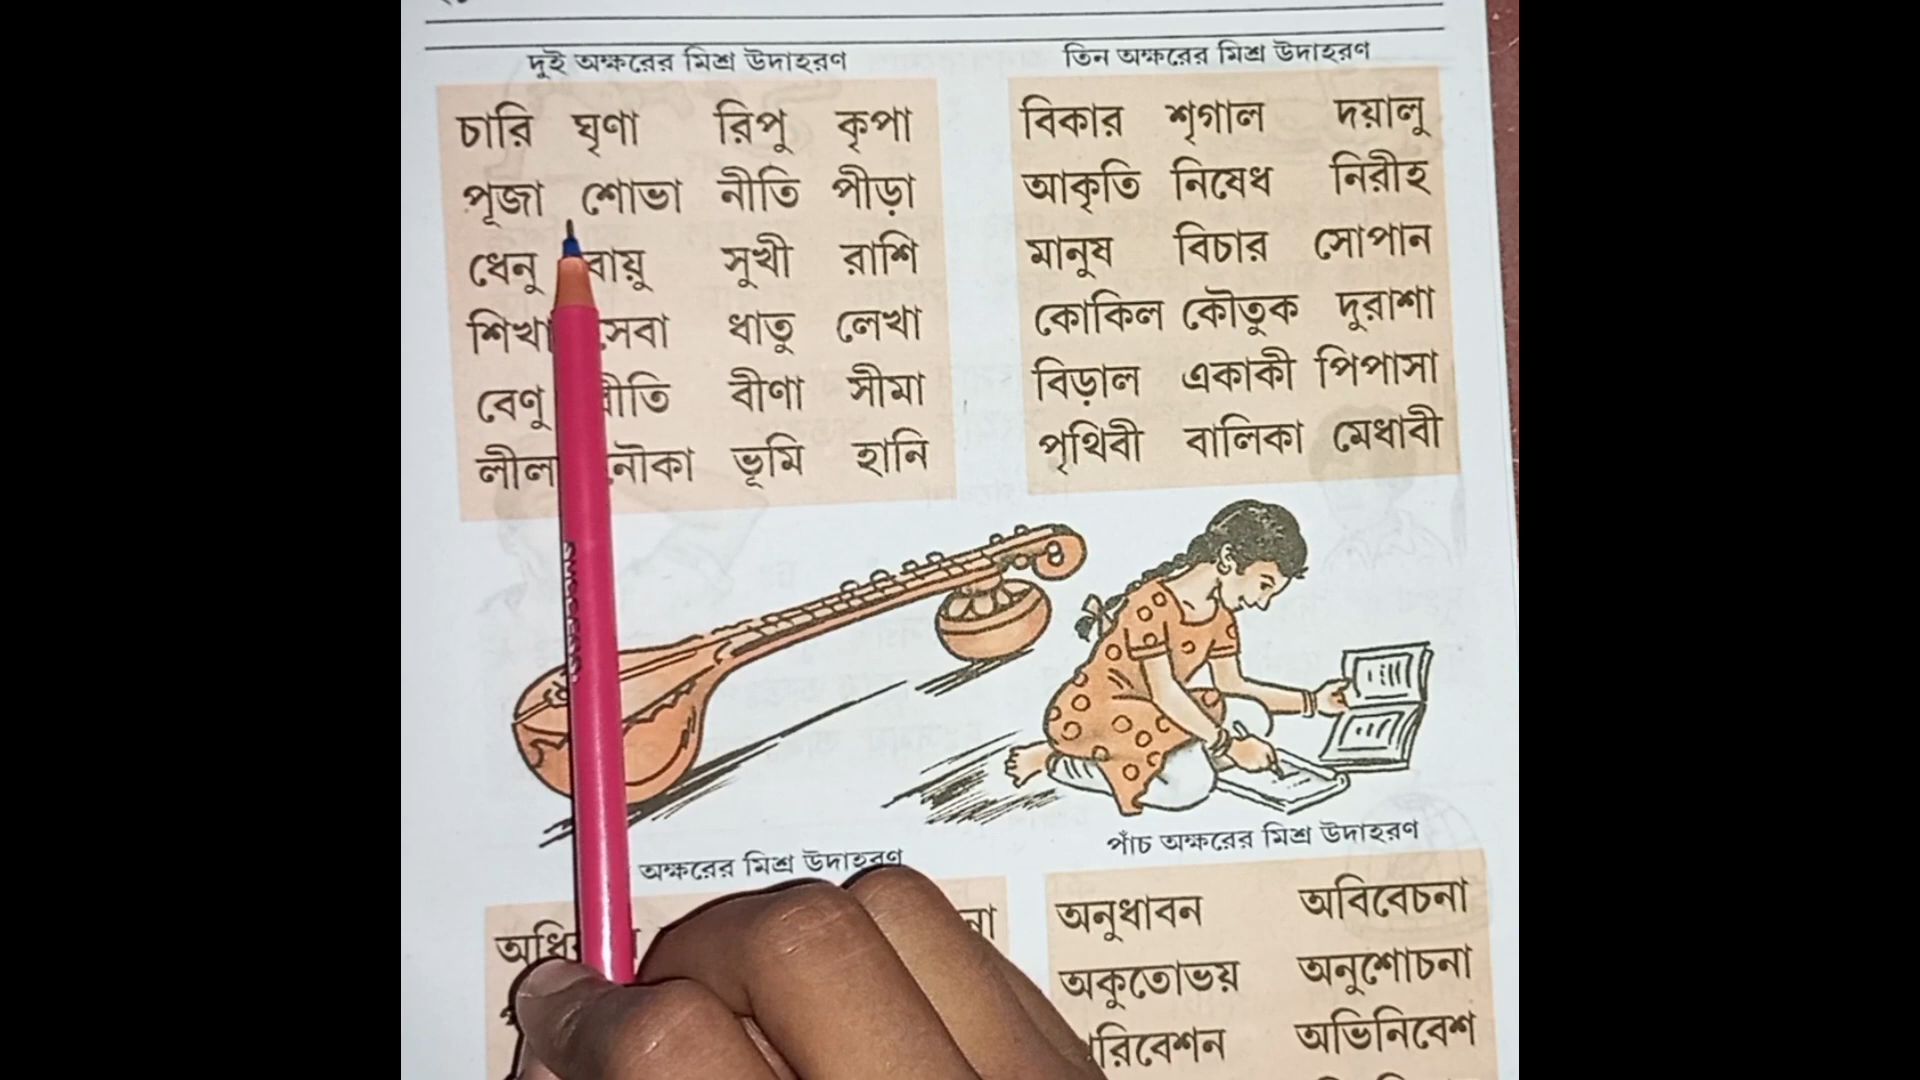 দুই অক্ষরের মিশ্র উদাহরণ
চারি ঘৃণা রিপু কৃপা
পূজা শোভা নীতি পীড়া
ধেনু বায়ু সুখী রাশি
শিখা সেবা ধাতু লেখা
বেণু বীণা সীমা
নৌকা ভূমি হানি
তিন অক্ষরের মিশ্র উদাহরণ
বিকার শৃগাল দয়ালু
আকৃতি নিষেধ নিরীহ
মানুষ বিচার সোপান
কোকিল কৌতুক দুরাশা
বিড়াল একাকী পিপাসা
পৃথিবী বালিকা মেধাবী
অক্ষরের মিশ্র উদাহরণ
পাঁচ অক্ষরের মিশ্র উদাহরণ
অনুধাবন অবিবেচনা
অকুতোভয় অনুশোচনা
অভিনিবেশ